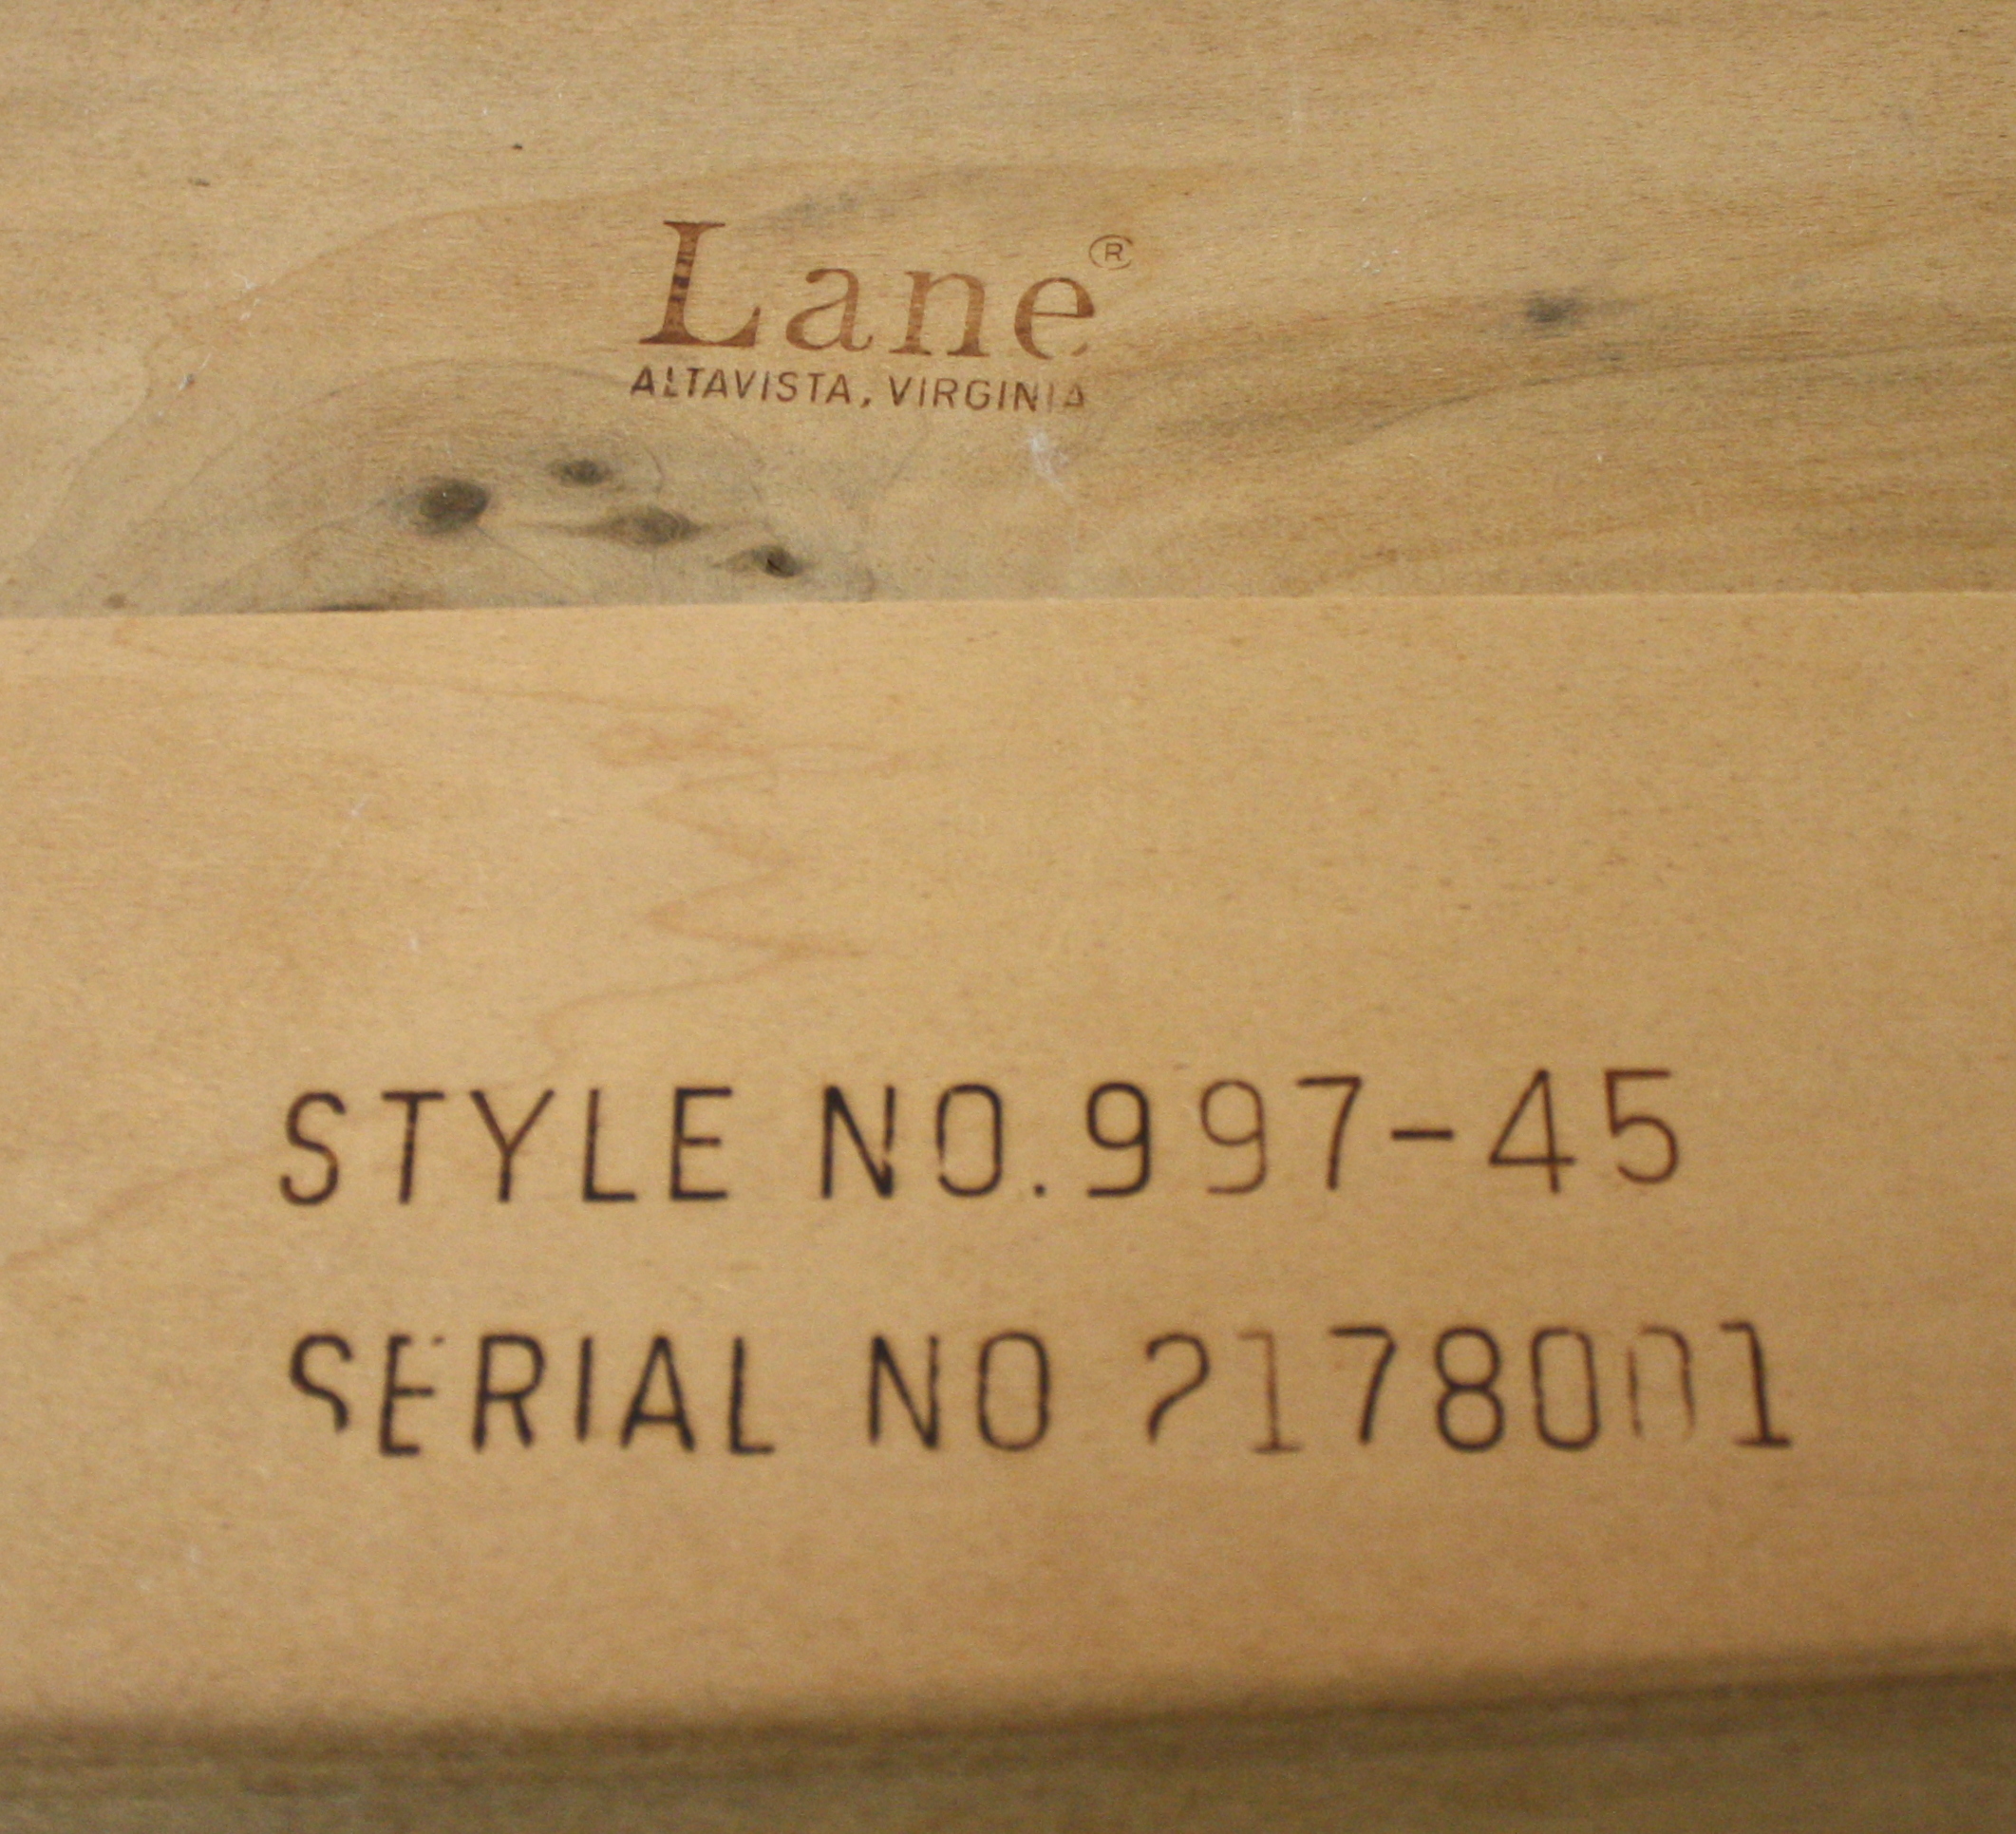 Lane®
ALTAVISTA, VIRGINIA
STYLE NO.997-45
SERIAL NO 2178001